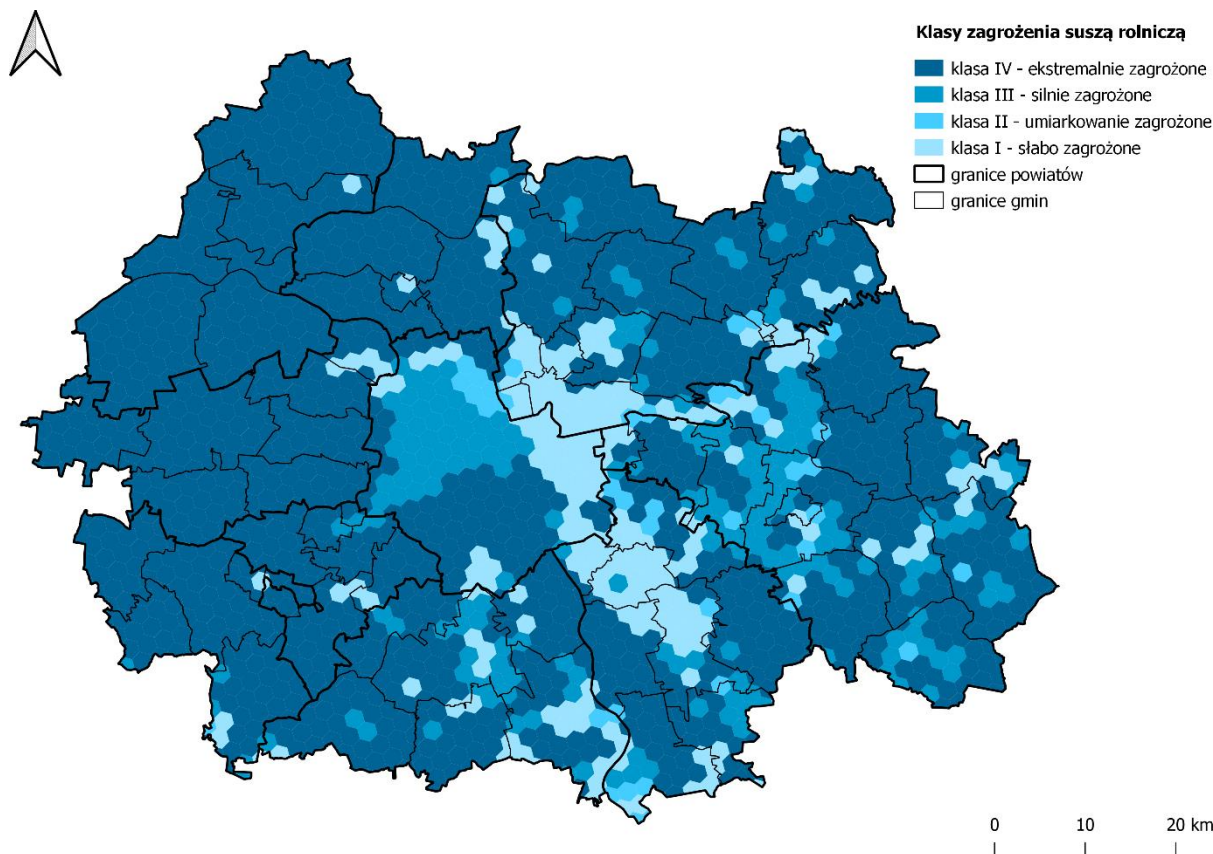 Klasy zagrożenia suszą rolniczą
klasa IV - ekstremalnie zagrożone
klasa III - silnie zagrożone
klasa II - umiarkowanie zagrożone
klasa I - słabo zagrożone
granice powiatów
granice gmin
0 10 20 km